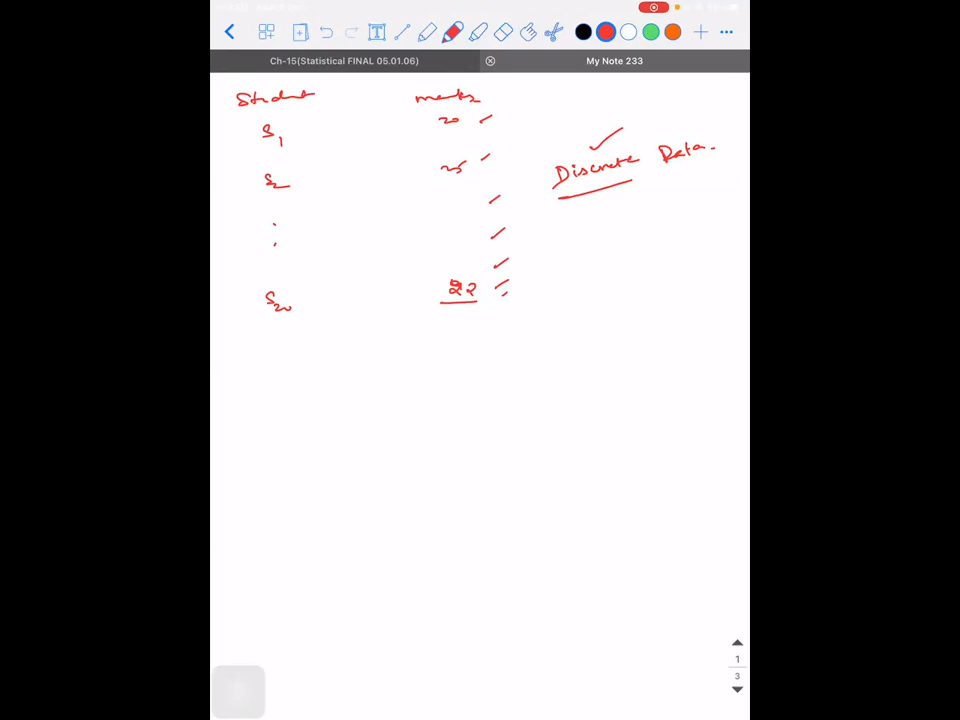 Ch-15(Statistical FINAL 05.01.06)
My Note 233
Student marks
S1 20
S2 25
Discrete Data.
:
S20 22
1
3